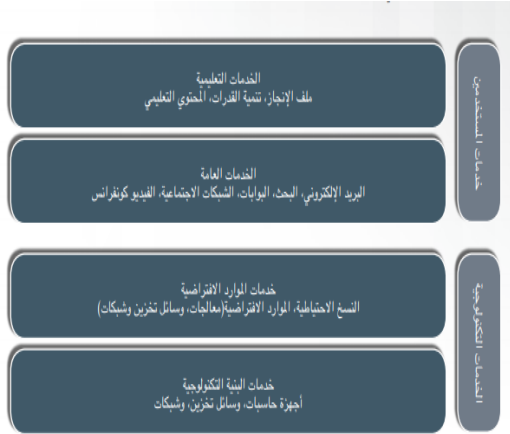 خدمات المستخدمين
الخدمات التعليمية
ملف الإنجاز، تنمية القدرات، المحتوي التعليمي
الخدمات العامة
البريد الإلكتروني، البحث، البوابات، الشبكات الاجتماعية، الفيديو كونفرانس
الخدمات التكنولوجية
خدمات الموارد الافتراضية
النسخ الاحتياطية، الموارد الافتراضية(معالجات، وسائل تخزين وشبكات)
خدمات البنية التكنولوجية
أجهزة حاسبات، وسائل تخزين، وشبكات